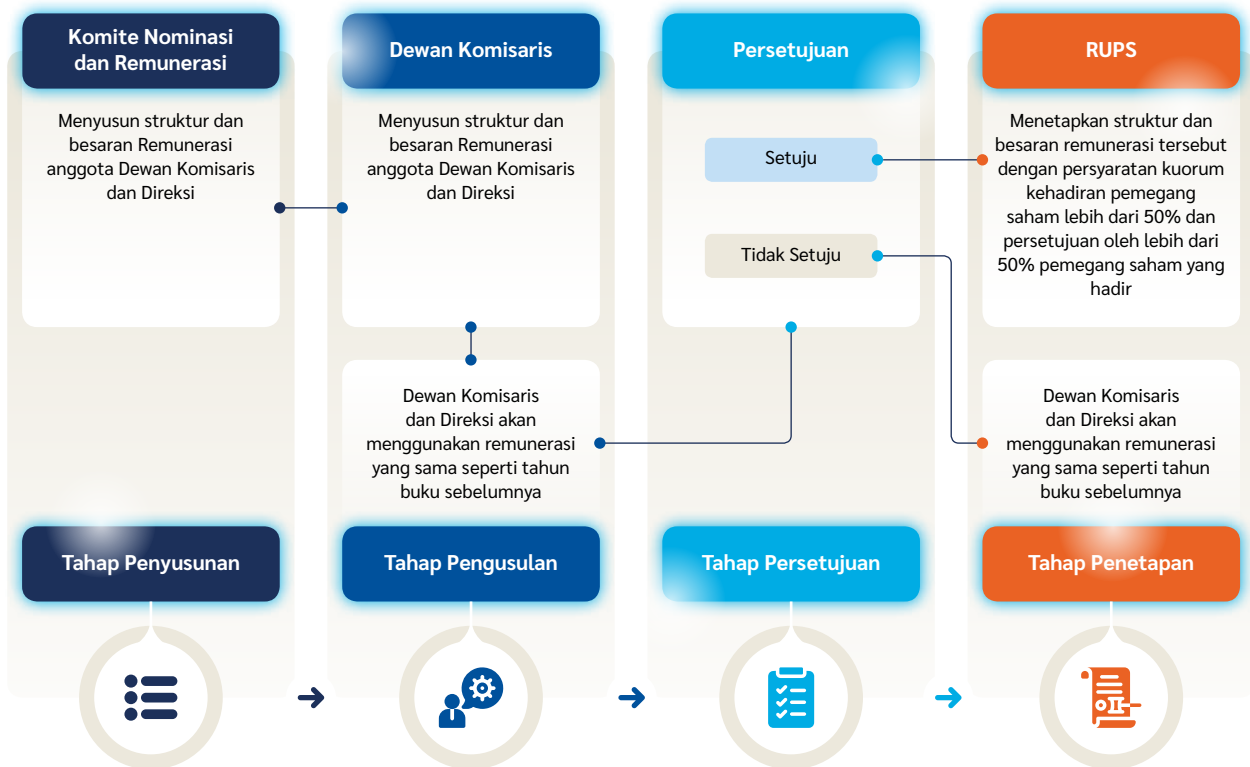 Komite Nominasi
dan Remunerasi
Menyusun struktur dan
besaran Remunerasi
anggota Dewan Komisaris
dan Direksi
Dewan Komisaris
Menyusun struktur dan
besaran Remunerasi
anggota Dewan Komisaris
dan Direksi
Dewan Komisaris
dan Direksi akan
menggunakan remunerasi
yang sama seperti tahun
buku sebelumnya
Persetujuan
Setuju
Tidak Setuju
RUPS
Menetapkan struktur dan
besaran remunerasi tersebut
dengan persyaratan kuorum
kehadiran pemegang
saham lebih dari 50% dan
persetujuan oleh lebih dari
50% pemegang saham yang
hadir
Dewan Komisaris
dan Direksi akan
menggunakan remunerasi
yang sama seperti tahun
buku sebelumnya
Tahap Penyusunan
Tahap Pengusulan
Tahap Persetujuan
Tahap Penetapan